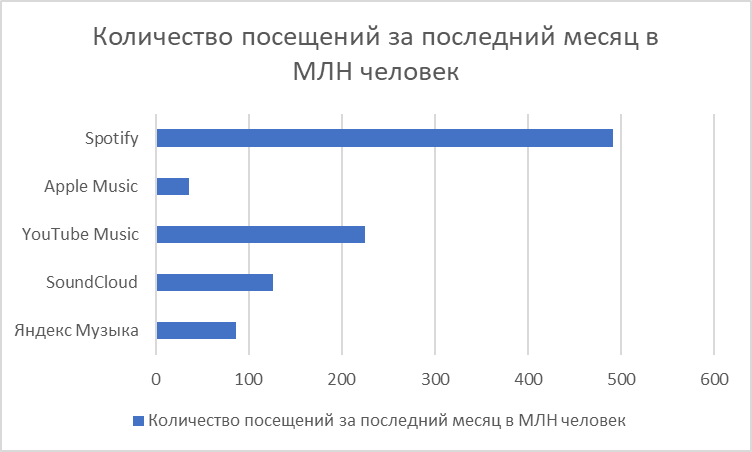 Количество посещений за последний месяц в
МЛН человек
Spotify
Apple Music
YouTube Music
SoundCloud
Яндекс Музыка
0 100 200 300 400 500 600
Количество посещений за последний месяц в МЛН человек